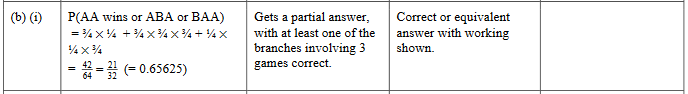 (b) (i)
P(AA wins or ABA or BAA)
= ¾ x ¼ + ¾ x ¾ x ¾ + ¼ x
¼ x ¾
= 42/64 = 21/32 (= 0.65625)
Gets a partial answer,
with at least one of the
branches involving 3
games correct.
Correct or equivalent
answer with working
shown.